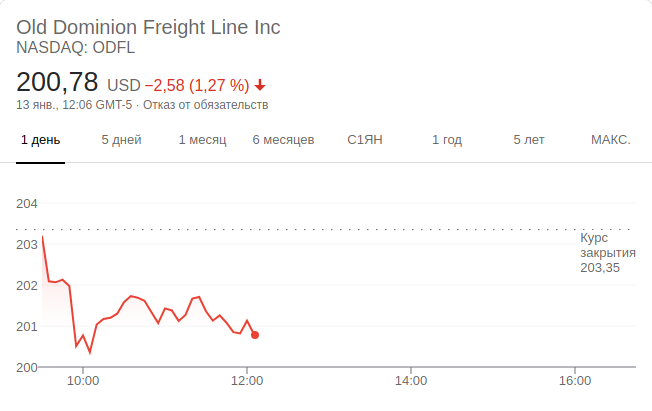 Old Dominion Freight Line Inc
NASDAQ: ODFL
200,78 USD −2,58 (1,27 %)
13 янв., 12:06 GMT-5 · Отказ от обязательств
1 день 5 дней 1 месяц 6 месяцев С1ЯН 1 год 5 лет МАКС.
204
Курс
203
закрытия
203,35
202
201
200
10:00 12:00 14:00 16:00